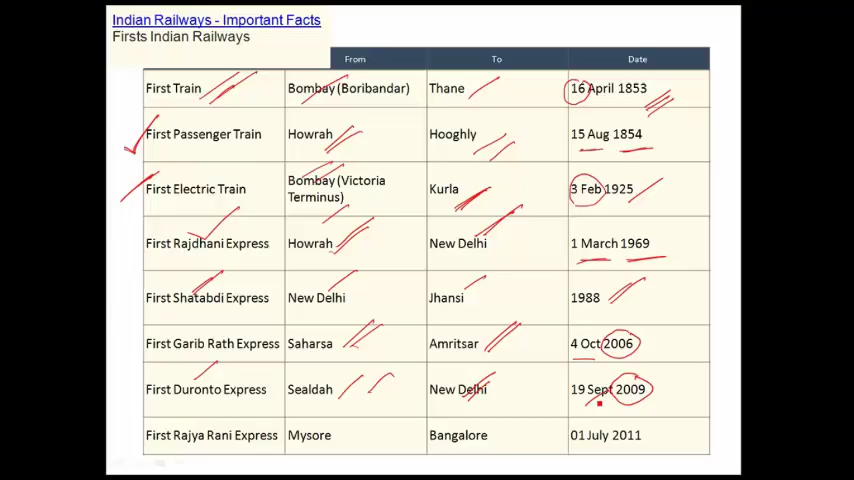 Indian Railways - Important Facts
Firsts Indian Railways
From To Date
First Train Bombay (Boribandar) Thane 16 April 1853
First Passenger Train Howrah Hooghly 15 Aug 1854
First Electric Train Bombay (Victoria Terminus) Kurla 3 Feb 1925
First Rajdhani Express Howrah New Delhi 1 March 1969
First Shatabdi Express New Delhi Jhansi 1988
First Garib Rath Express Saharsa Amritsar 4 Oct 2006
First Duronto Express Sealdah New Delhi 19 Sept 2009
First Rajya Rani Express Mysore Bangalore 01 July 2011